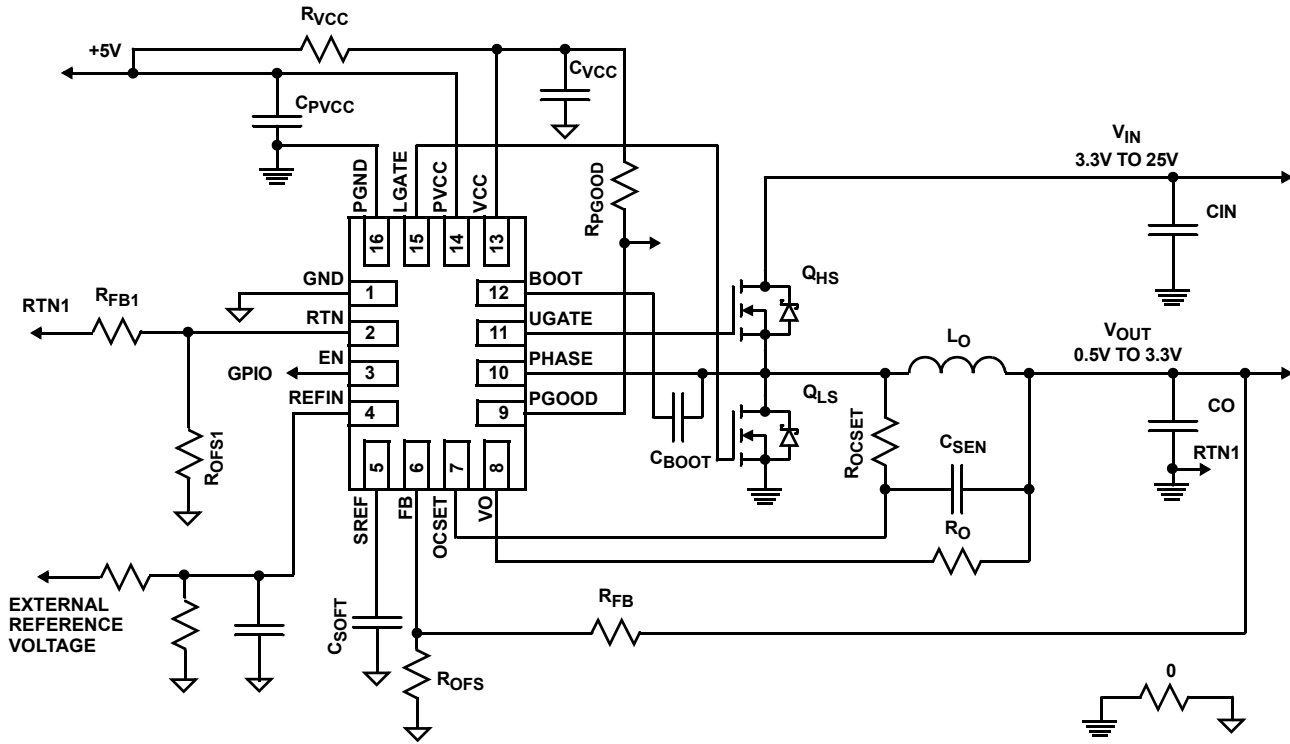 RVCC
+5V
CVCC
CPVCC
VIN
3.3V TO 25V
PGND
LGATE
PVCC
VCC
RPGOOD
CIN
16
15
14
13
GND
1
12
BOOT
QHS
RTN1
RFB1
RTN
2
11
UGATE
VOUT
0.5V TO 3.3V
LO
EN
GPIO
3
10
PHASE
QLS
REFIN
4
9
PGOOD
CO
ROFS1
5
6
7
8
CBOOT
ROCSET
CSEN
RTN1
SREF
FB
OCSET
VO
RO
EXTERNAL
REFERENCE
VOLTAGE
CSOFT
RFB
ROFS
0